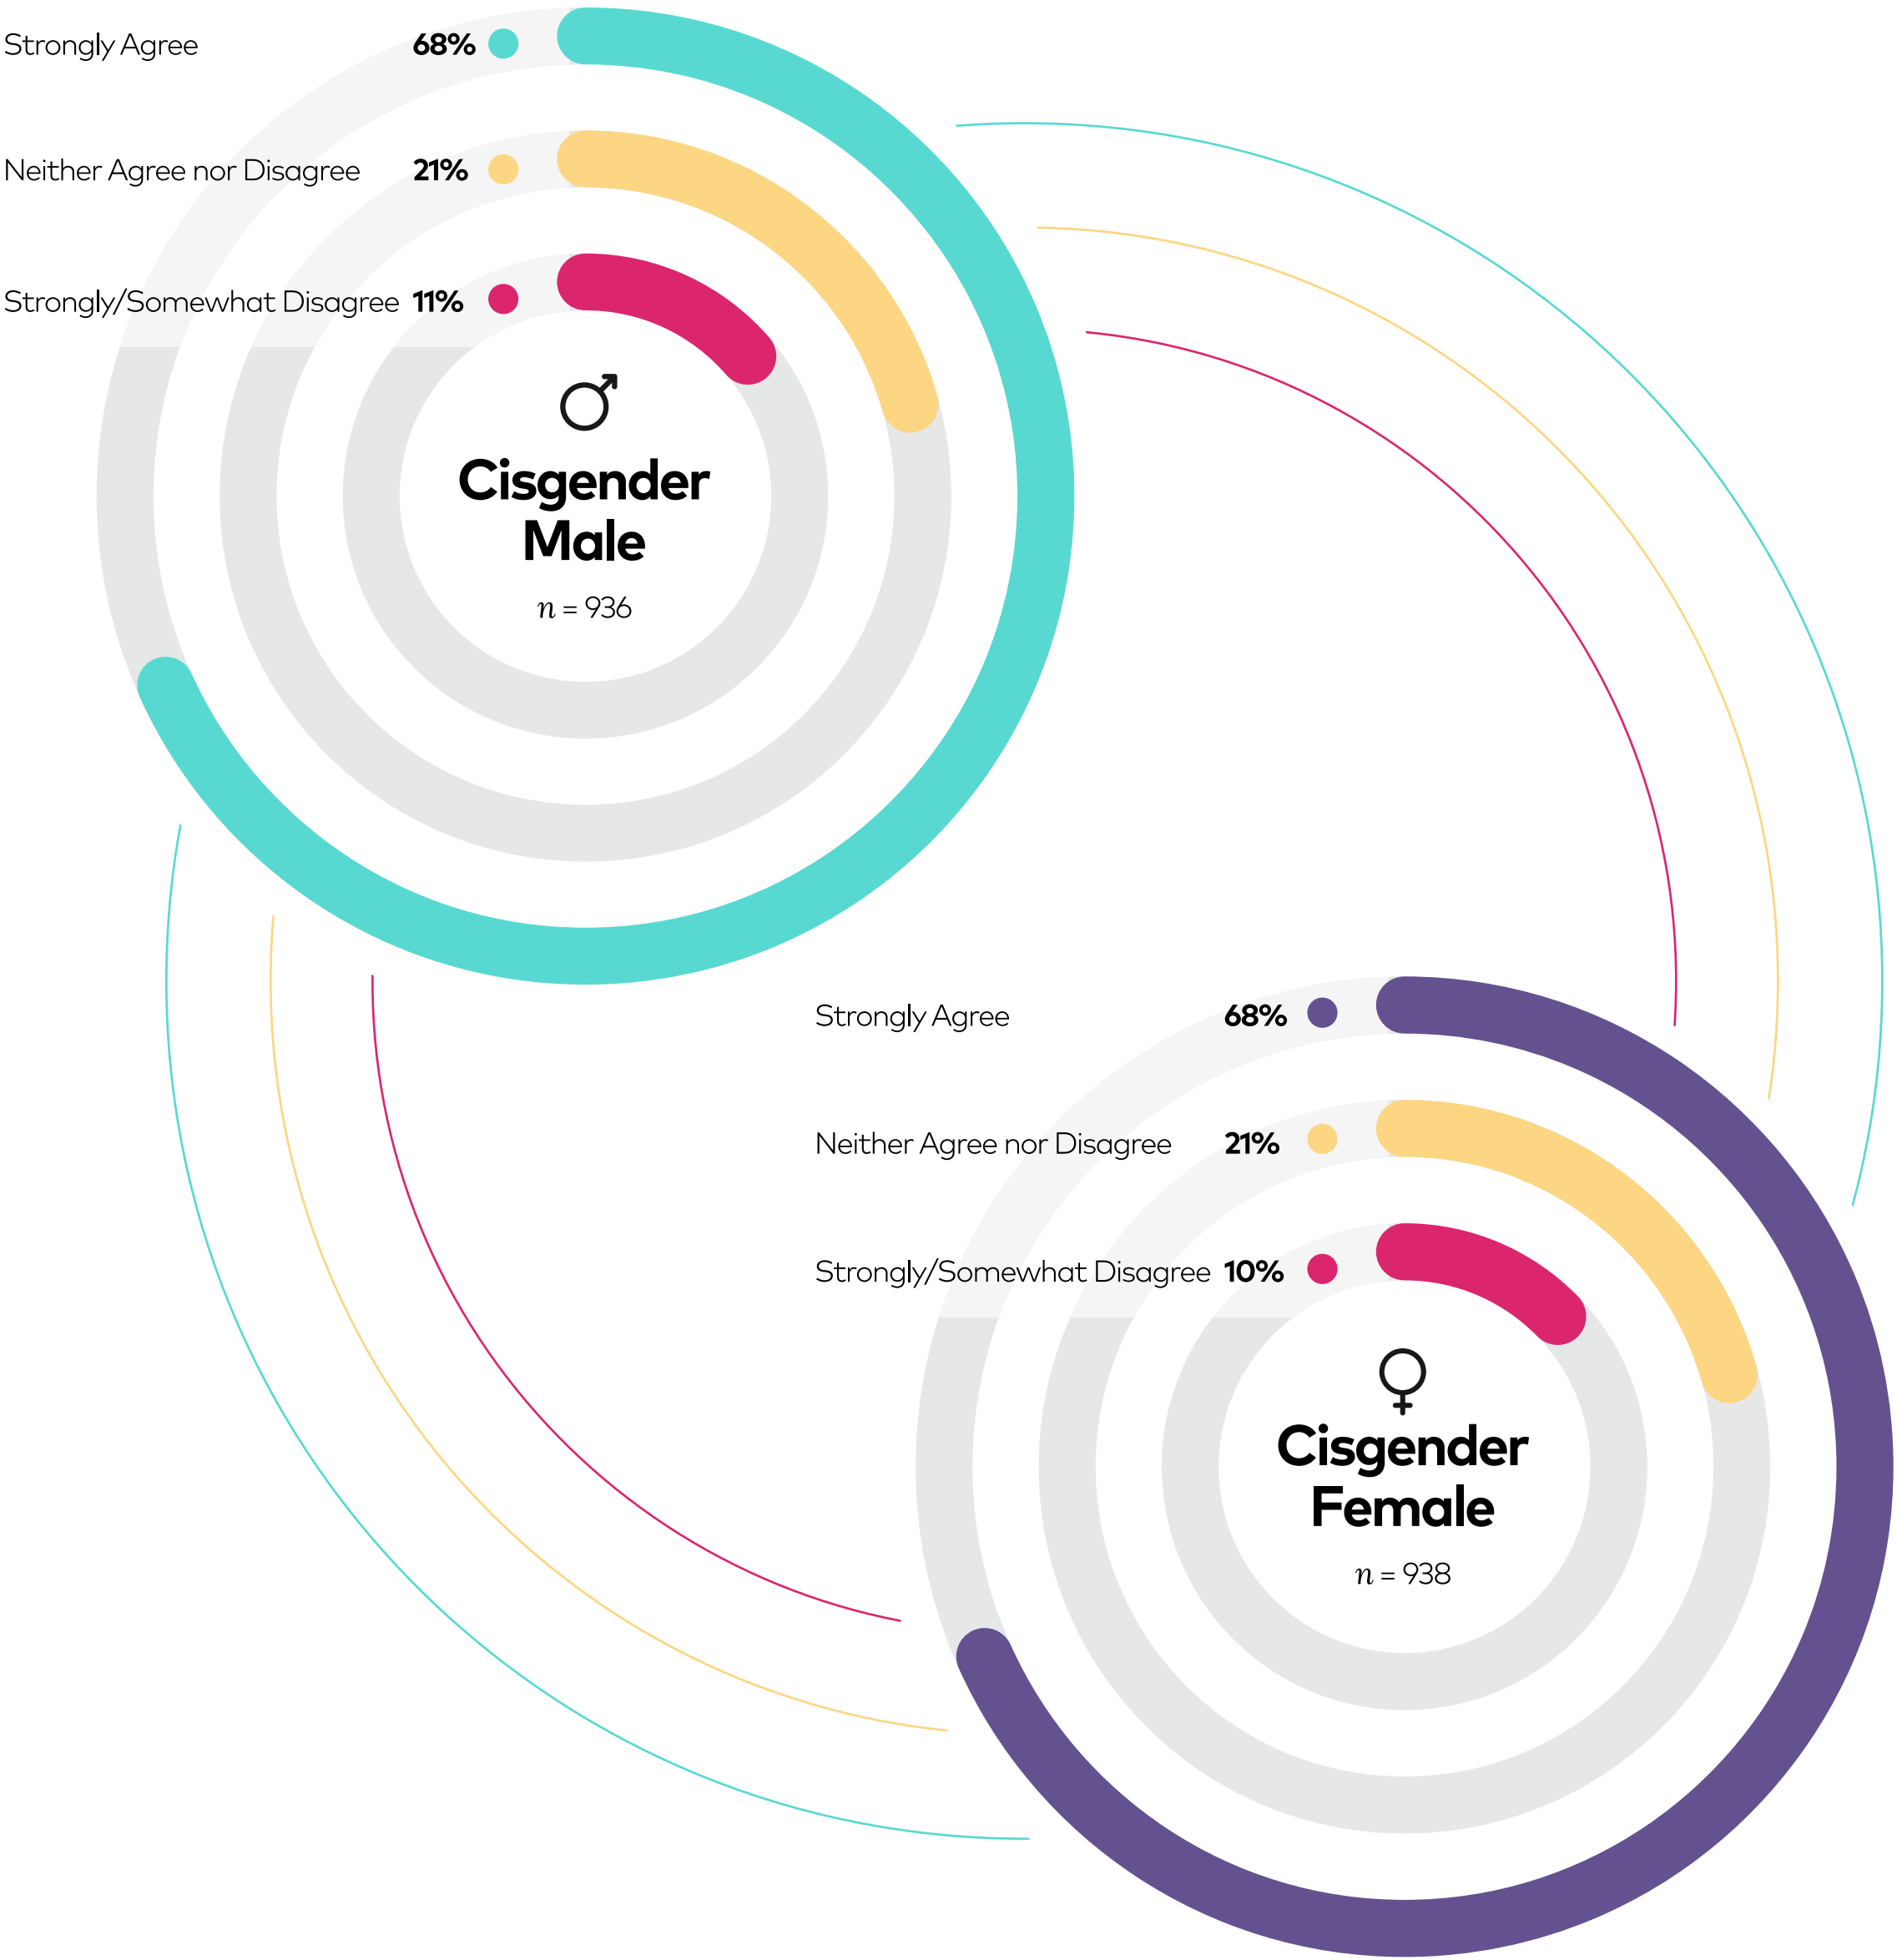 Strongly Agree 68%
Neither Agree nor Disagree 21%
Strongly/Somewhat Disagree 11%
Cisgender
Male
n = 936
Strongly Agree 68%
Neither Agree nor Disagree 21%
Strongly/Somewhat Disagree 10%
Cisgender
Female
n = 938